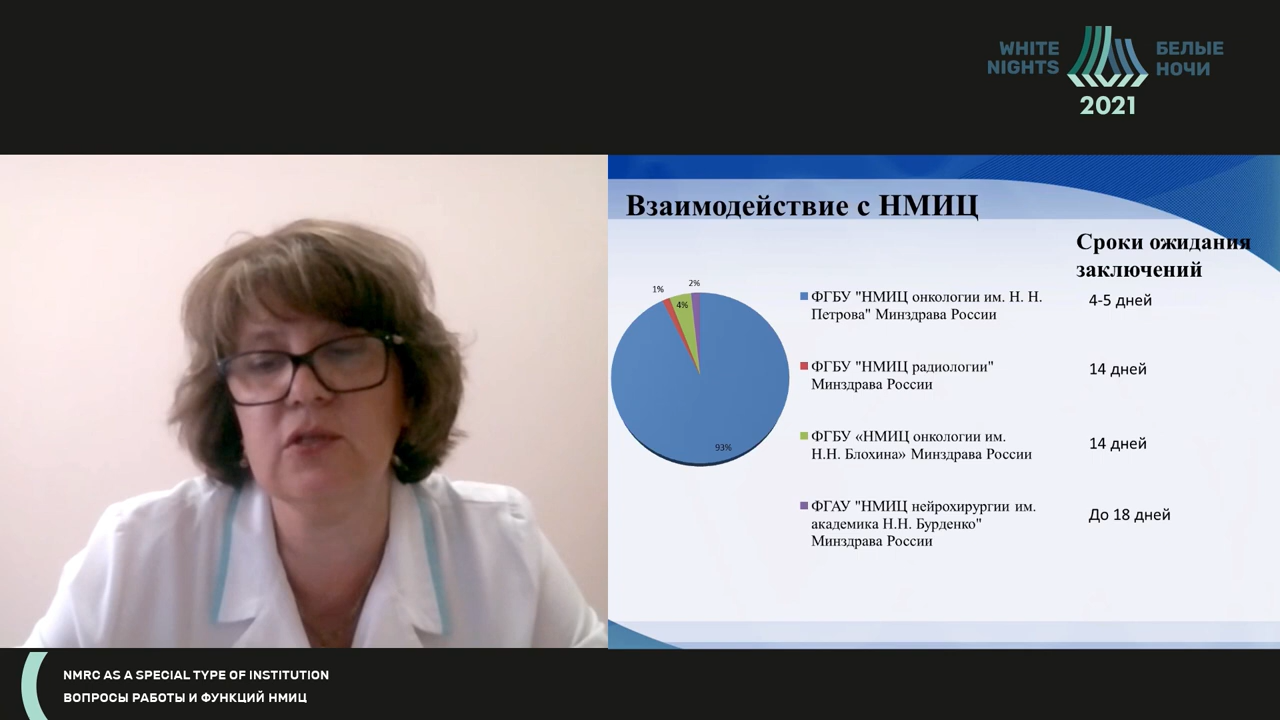 WHITE
NIGHTS
БЕЛЫЕ
НОЧИ
2021
Взаимодействие с НМИЦ
Сроки ожидания
заключений
1%
2%
4%
93%
ФГБУ "НМИЦ онкологии им. Н. Н.
Петрова" Минздрава России
4-5 дней
ФГБУ "НМИЦ радиологии"
Минздрава России
14 дней
ФГБУ «НМИЦ онкологии им.
Н.Н. Блохина» Минздрава России
14 дней
ФГАУ "НМИЦ нейрохирургии им.
академика Н.Н. Бурденко"
Минздрава России
До 18 дней
NMRC AS A SPECIAL TYPE OF INSTITUTION
ВОПРОСЫ РАБОТЫ И ФУНКЦИЙ НМИЦ